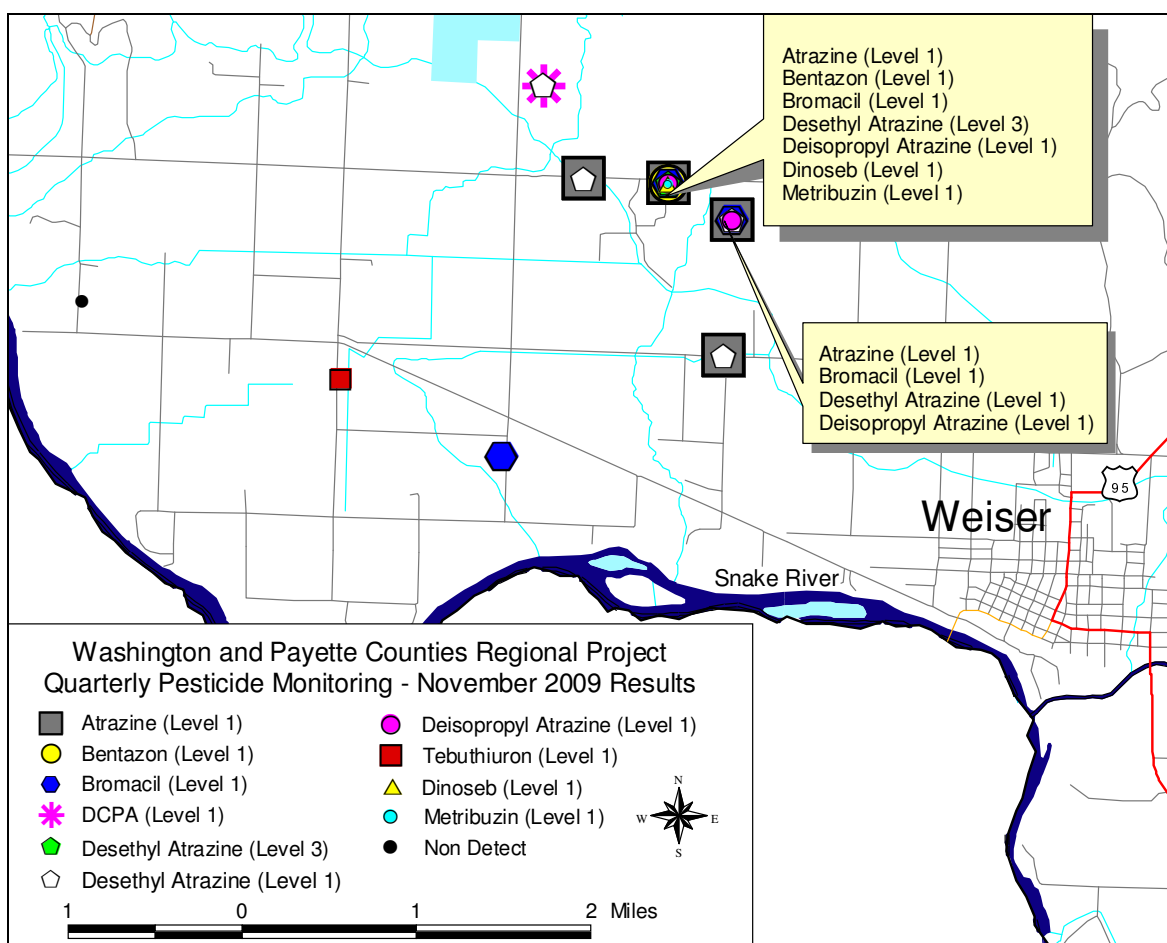 Atrazine (Level 1)
Bentazon (Level 1)
Bromacil (Level 1)
Desethyl Atrazine (Level 3)
Deisopropyl Atrazine (Level 1)
Dinoseb (Level 1)
Metribuzin (Level 1)
Atrazine (Level 1)
Bromacil (Level 1)
Desethyl Atrazine (Level 1)
Deisopropyl Atrazine (Level 1)
95
Weiser
Snake River
Washington and Payette Counties Regional Project
Quarterly Pesticide Monitoring - November 2009 Results
Atrazine (Level 1)
Bentazon (Level 1)
Bromacil (Level 1)
DCPA (Level 1)
Desethyl Atrazine (Level 3)
Desethyl Atrazine (Level 1)
Deisopropyl Atrazine (Level 1)
Tebuthiuron (Level 1)
Dinoseb (Level 1)
Metribuzin (Level 1)
Non Detect
N
W E
S
1 0 1 2 Miles